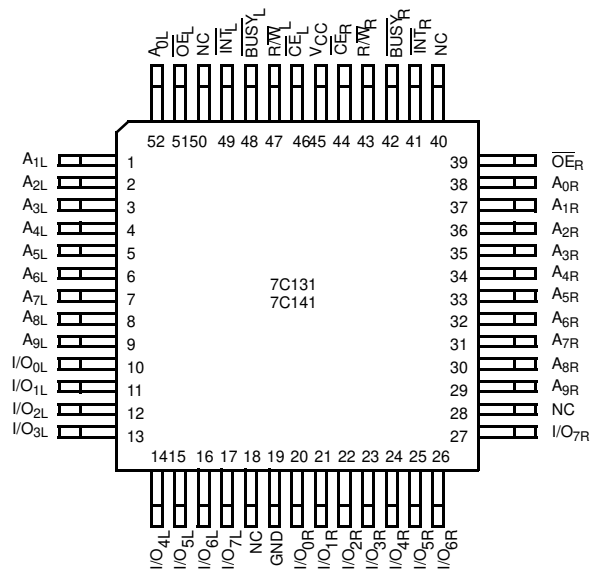 A0L
OEL
NC
INTL
BUSYL
R/WL
CEL
VCC
CER
R/WR
BUSYR
INTR
NC
52 51 50 49 48 47 46 45 44 43 42 41 40
A1L 1 39 OER
A2L 2 38 A0R
A3L 3 37 A1R
A4L 4 36 A2R
A5L 5 35 A3R
A6L 6 34 A4R
7C131
A7L 7 33 A5R
7C141
A8L 8 32 A6R
A9L 9 31 A7R
I/O0L 10 30 A8R
I/O1L 11 29 A9R
I/O2L 12 28 NC
I/O3L 13 27 I/O7R
14 15 16 17 18 19 20 21 22 23 24 25 26
I/O4L
I/O5L
I/O6L
I/O7L
NC
GND
I/O0R
I/O1R
I/O2R
I/O3R
I/O4R
I/O5R
I/O6R